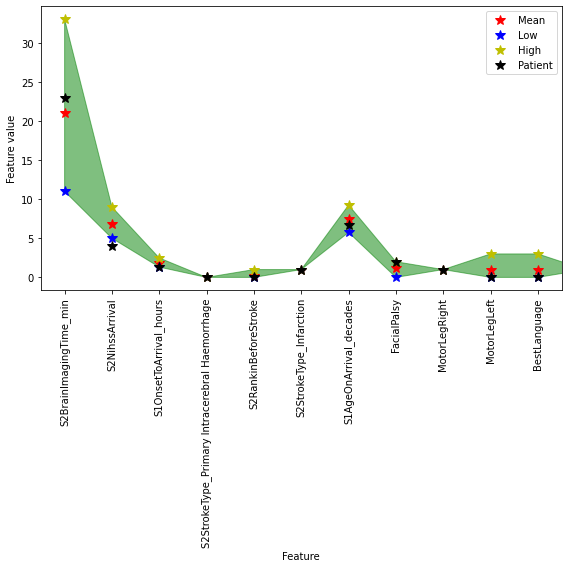 Mean
Low
High
Patient
Feature value
30
25
20
15
10
5
0
S2BrainImagingTime_min
S2NihssArrival
S1OnsetToArrival_hours
S2StrokeType_Primary Intracerebral Haemorrhage
S2RankinBeforeStroke
S2StrokeType_Infarction
S1AgeOnArrival_decades
FacialPalsy
MotorLegRight
MotorLegLeft
BestLanguage
Feature